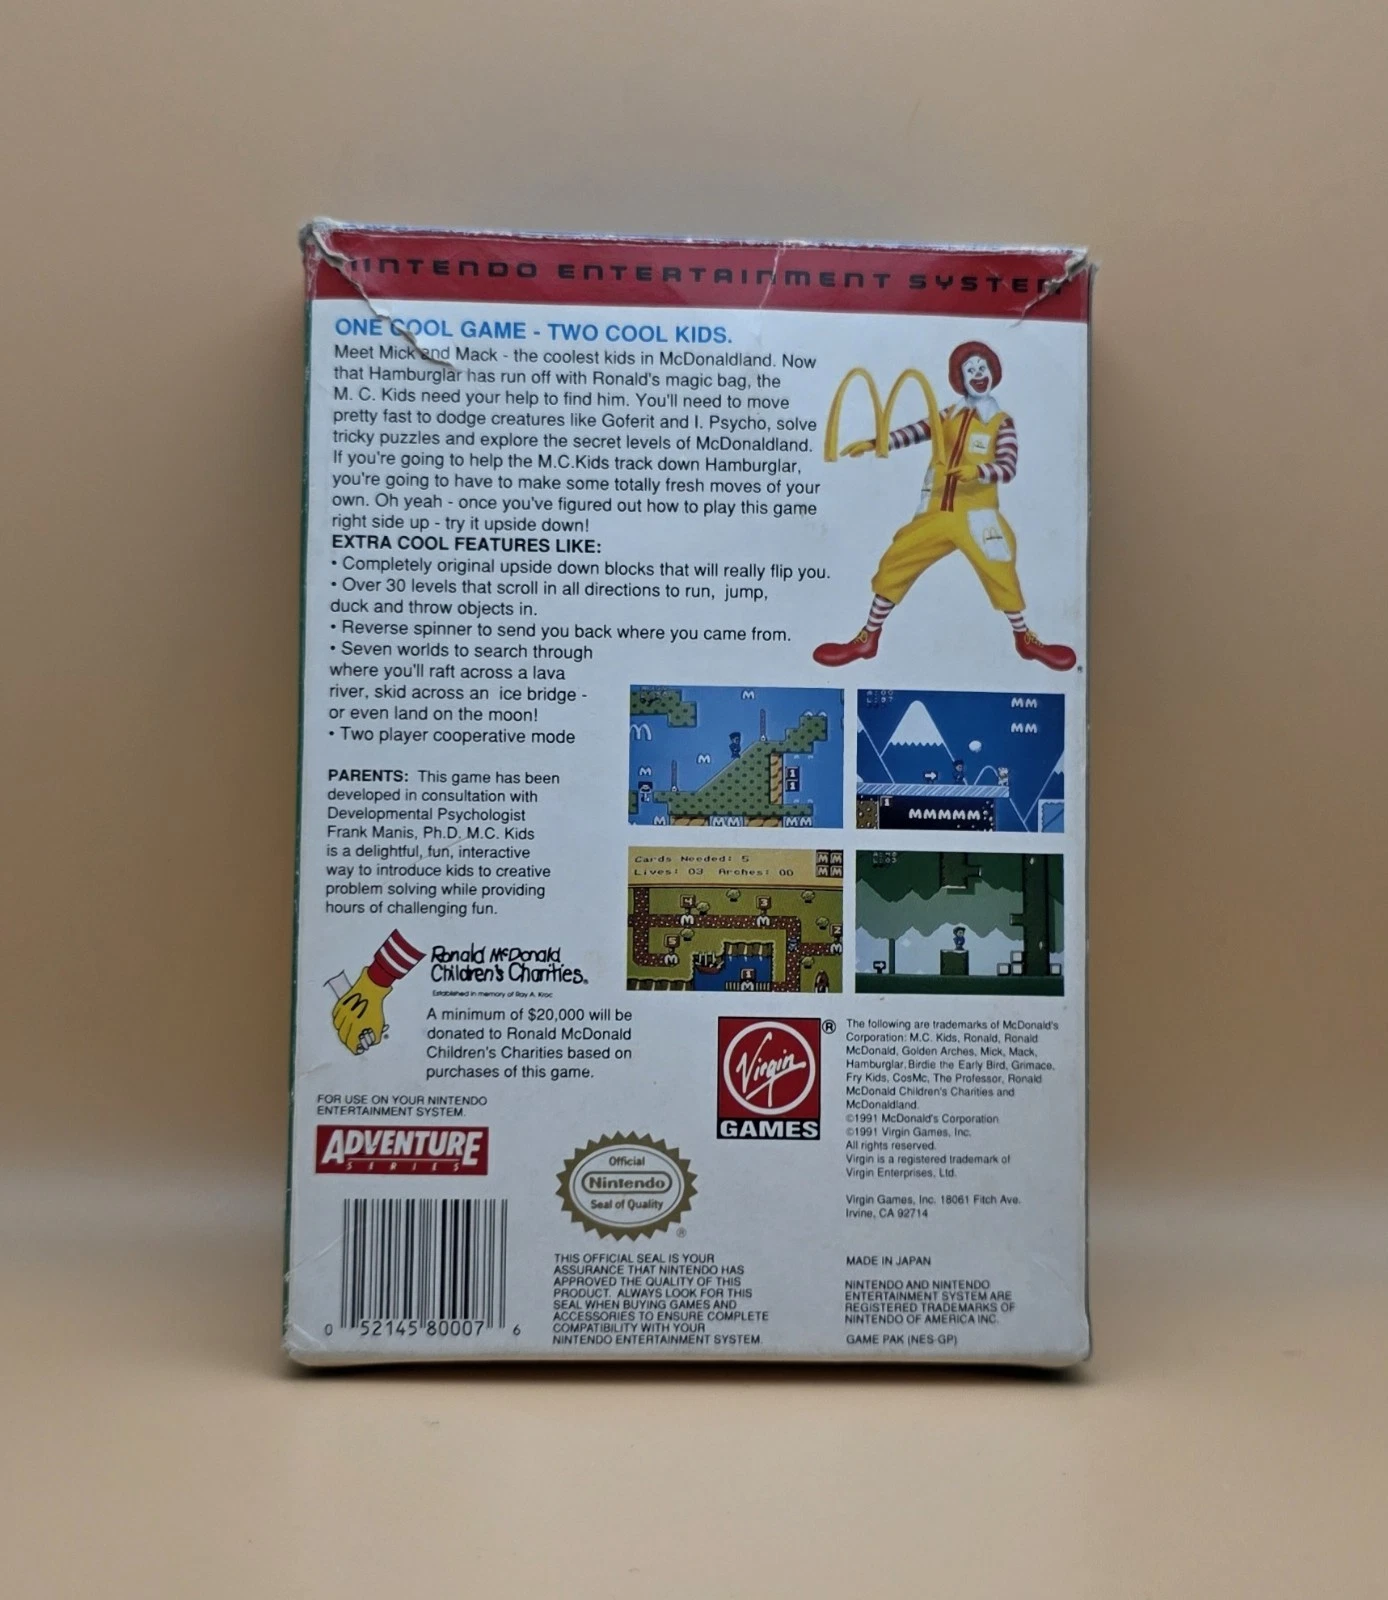 NINTENDO ENTERTAINMENT SYSTEM
ONE COOL GAME - TWO COOL KIDS.
Meet Mick and Mack - the coolest kids in McDonaldland. Now
that Hamburglar has run off with Ronald's magic bag, the
M. C. Kids need your help to find him. You'll need to move
pretty fast to dodge creatures like Goferit and I. Psycho, solve
tricky puzzles and explore the secret levels of McDonaldland.
If you're going to help the M.C.Kids track down Hamburglar,
you're going to have to make some totally fresh moves of your
own. Oh yeah - once you've figured out how to play this game
right side up - try it upside down!
EXTRA COOL FEATURES LIKE:
• Completely original upside down blocks that will really flip you.
• Over 30 levels that scroll in all directions to run, jump,
duck and throw objects in.
• Reverse spinner to send you back where you came from.
• Seven worlds to search through
where you'll raft across a lava
river, skid across an ice bridge -
or even land on the moon!
• Two player cooperative mode
PARENTS: This game has been
developed in consultation with
Developmental Psychologist
Frank Manis, Ph.D. M.C. Kids
is a delightful, fun, interactive
way to introduce kids to creative
problem solving while providing
hours of challenging fun.
Cards Needed: 5
Lives: 03 Arches: 00
Ronald McDonald
Children's Charities®
Established in memory of Ray A. Kroc
A minimum of $20,000 will be
donated to Ronald McDonald
Children's Charities based on
purchases of this game.
FOR USE ON YOUR NINTENDO
ENTERTAINMENT SYSTEM.
ADVENTURE
SERIES
0 52145 80007 6
Official
Nintendo
Seal of Quality
®
THIS OFFICIAL SEAL IS YOUR
ASSURANCE THAT NINTENDO HAS
APPROVED THE QUALITY OF THIS
PRODUCT. ALWAYS LOOK FOR THIS
SEAL WHEN BUYING GAMES AND
ACCESSORIES TO ENSURE COMPLETE
COMPATIBILITY WITH YOUR
NINTENDO ENTERTAINMENT SYSTEM.
Virgin®
GAMES
The following are trademarks of McDonald's
Corporation: M.C. Kids, Ronald, Ronald
McDonald, Golden Arches, Mick, Mack,
Hamburglar, Birdie the Early Bird, Grimace,
Fry Kids, CosMc, The Professor, Ronald
McDonald Children's Charities and
McDonaldland.
©1991 McDonald's Corporation
©1991 Virgin Games, Inc.
All rights reserved.
Virgin is a registered trademark of
Virgin Enterprises, Ltd.
Virgin Games, Inc. 18061 Fitch Ave.
Irvine, CA 92714
MADE IN JAPAN
NINTENDO AND NINTENDO
ENTERTAINMENT SYSTEM ARE
REGISTERED TRADEMARKS OF
NINTENDO OF AMERICA INC.
GAME PAK (NES-GP)